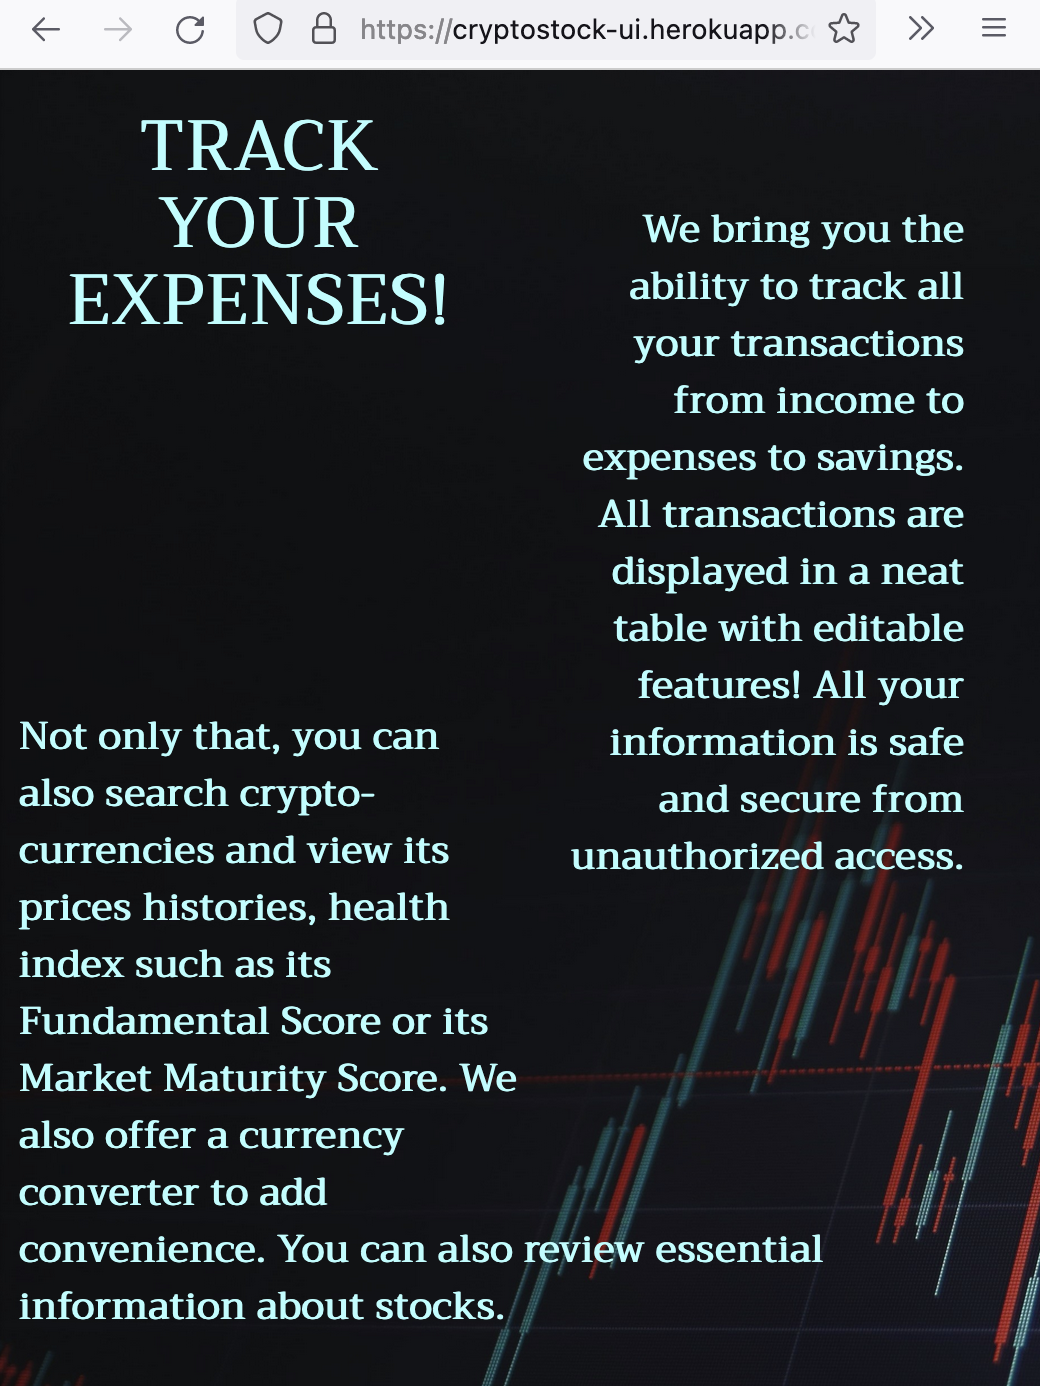 https://cryptostock-ui.herokuapp.c
TRACK
YOUR
EXPENSES!
We bring you the
ability to track all
your transactions
from income to
expenses to savings.
All transactions are
displayed in a neat
table with editable
features! All your
information is safe
and secure from
unauthorized access.
Not only that, you can
also search crypto-
currencies and view its
prices histories, health
index such as its
Fundamental Score or its
Market Maturity Score. We
also offer a currency
converter to add
convenience. You can also review essential
information about stocks.